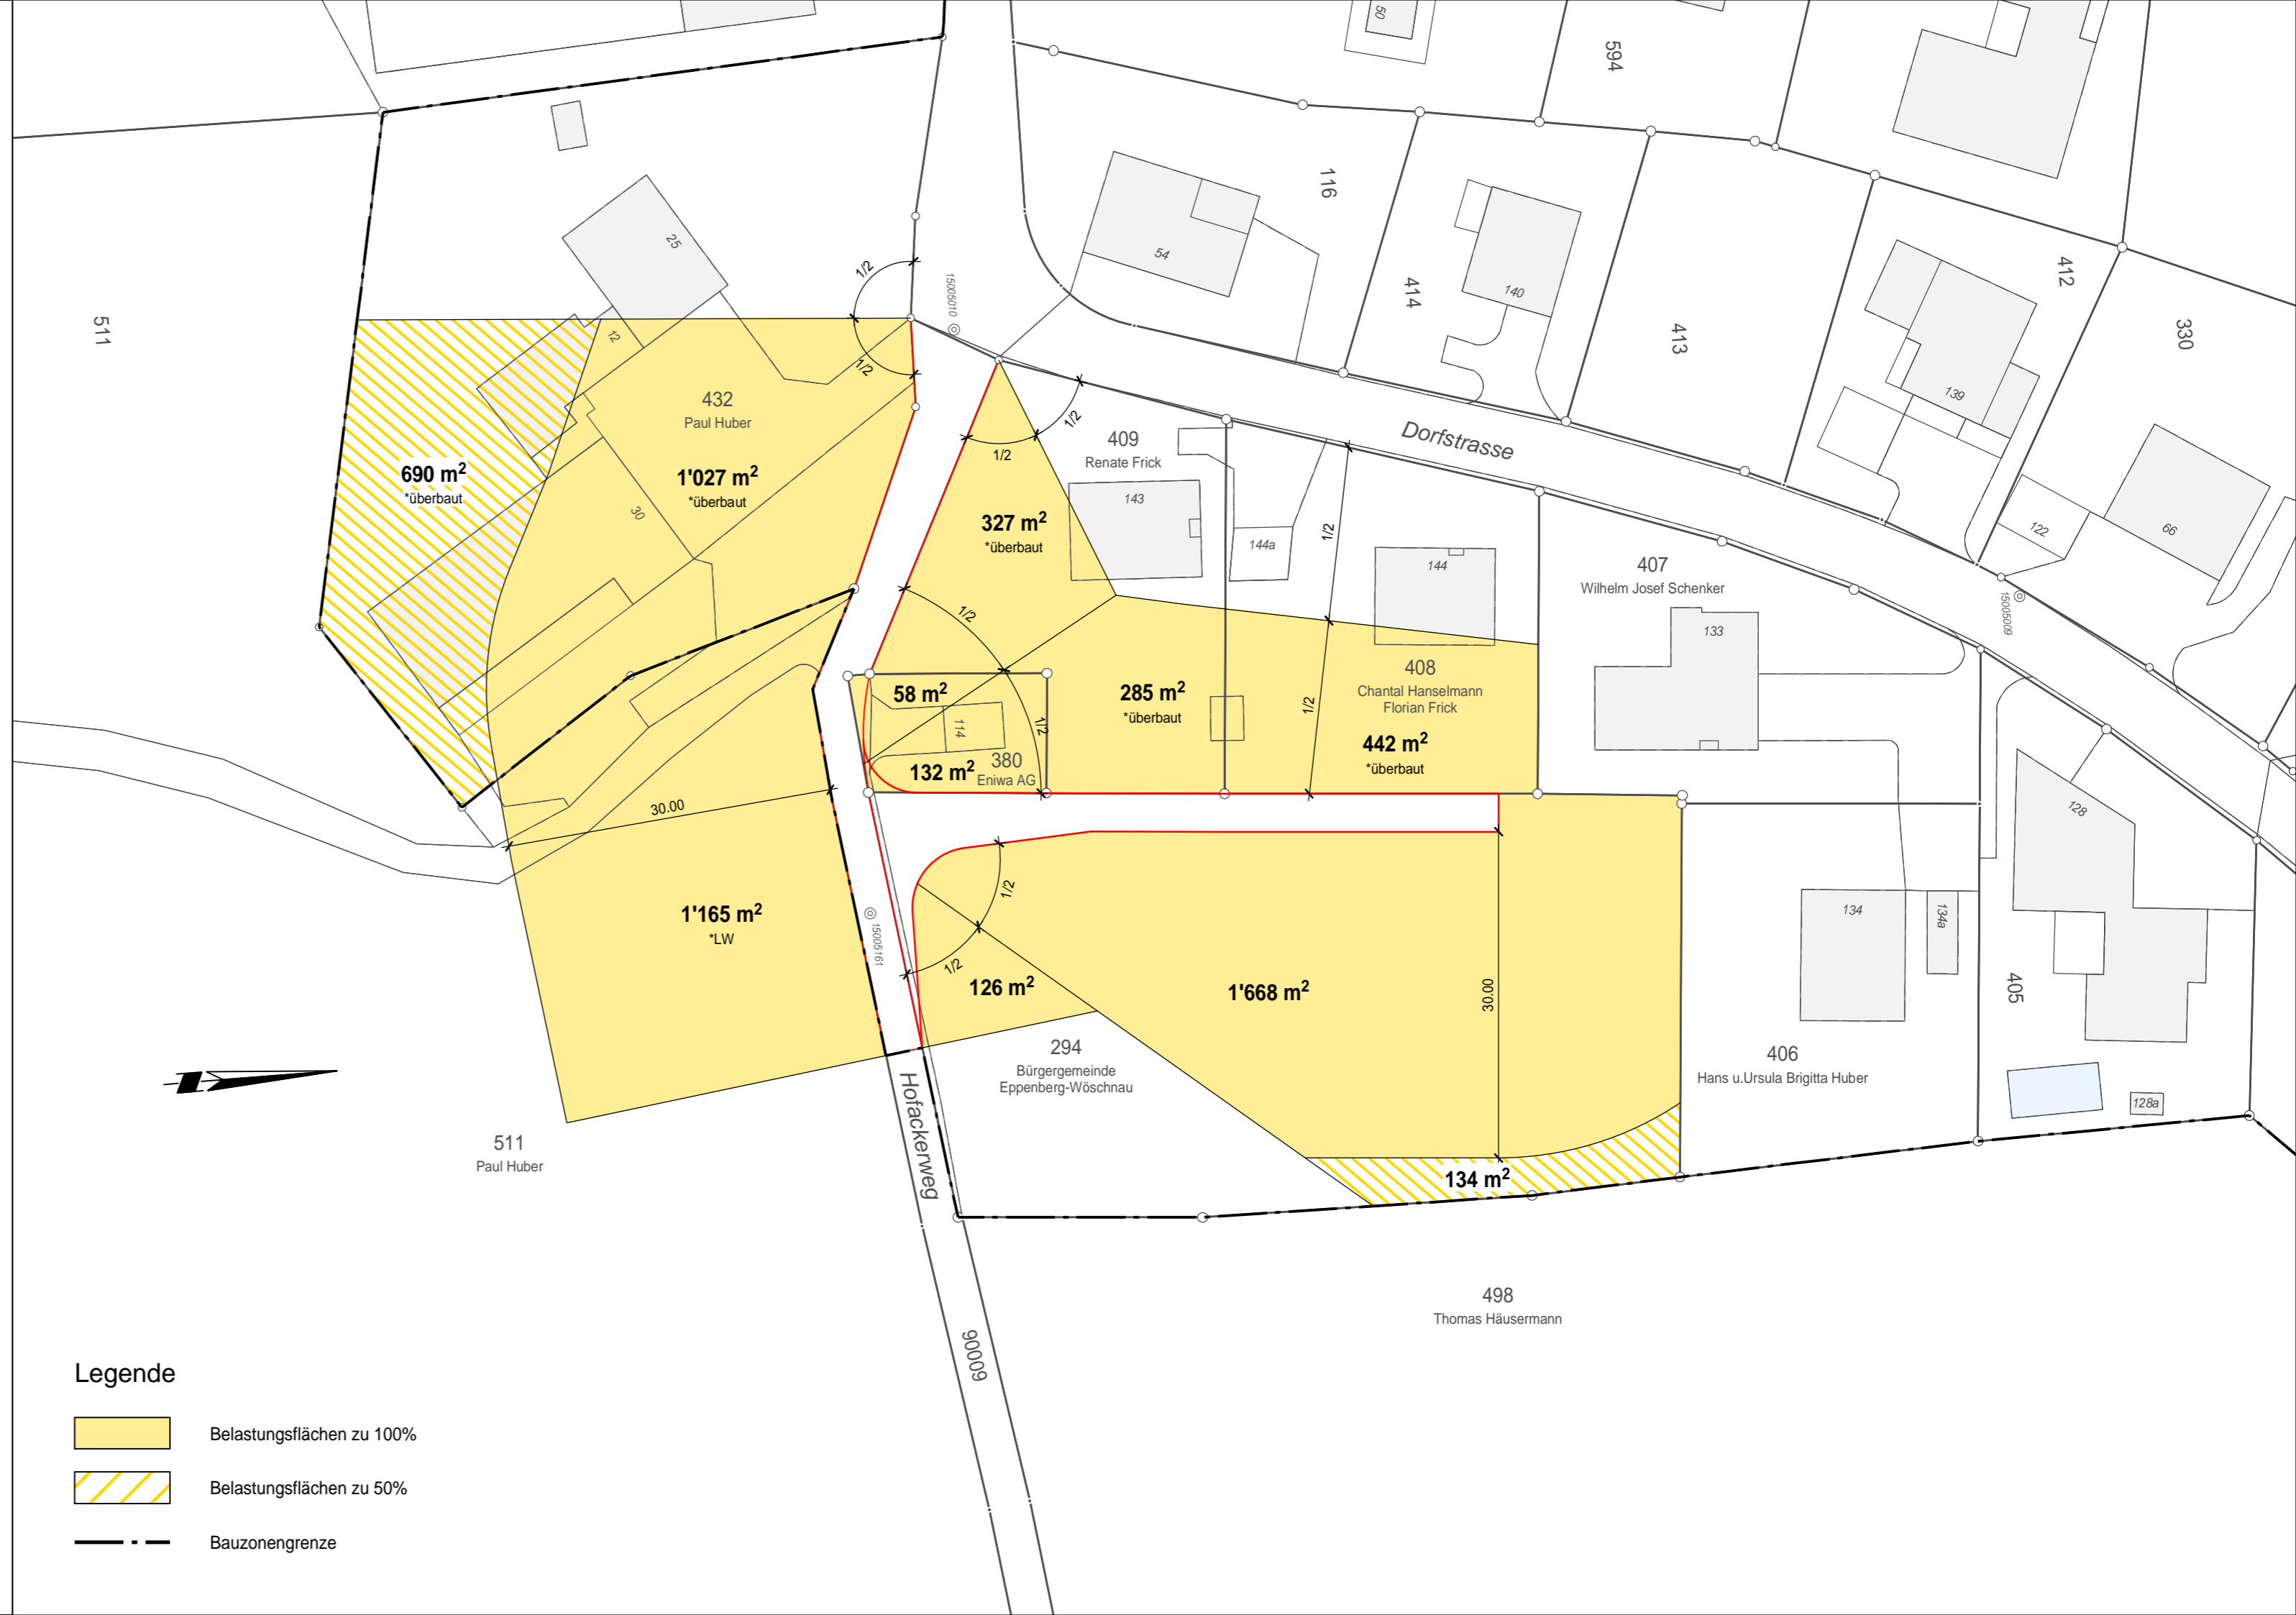 50
594
116
54
414
140
413
412
139
330
122
66
511
25
12
1/2
1/2
15005010
432
Paul Huber
690 m²
*überbaut
1'027 m²
*überbaut
30
1/2
1/2
409
Renate Frick
143
327 m²
*überbaut
144a
1/2
Dorfstrasse
144
407
Wilhelm Josef Schenker
133
15005009
1/2
58 m²
114
1/2
132 m²
380
Eniwa AG
285 m²
*überbaut
408
Chantal Hanselmann
Florian Frick
1/2
442 m²
*überbaut
30.00
128
1'165 m²
*LW
15005161
1/2
1/2
126 m²
1'668 m²
30.00
134
134a
405
294
Bürgergemeinde
Eppenberg-Wöschnau
406
Hans u.Ursula Brigitta Huber
128a
511
Paul Huber
Hofackerweg
134 m²
498
Thomas Häusermann
90009
Legende
Belastungsflächen zu 100%
Belastungsflächen zu 50%
Bauzonengrenze